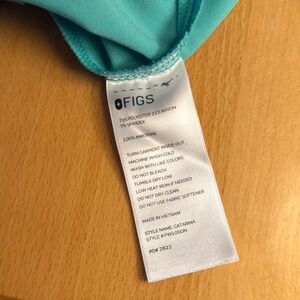 FIGS
72% POLYESTER 21% RAYON
7% SPANDEX
100% AWESOME
TURN GARMENT INSIDE OUT
MACHINE WASH COLD
WASH WITH LIKE COLORS
DO NOT BLEACH
TUMBLE DRY LOW
LOW HEAT IRON IF NEEDED
DO NOT DRY CLEAN
DO NOT USE FABRIC SOFTENER
MADE IN VIETNAM
STYLE NAME: CATARINA
STYLE #:FW1000N
PO# 2822